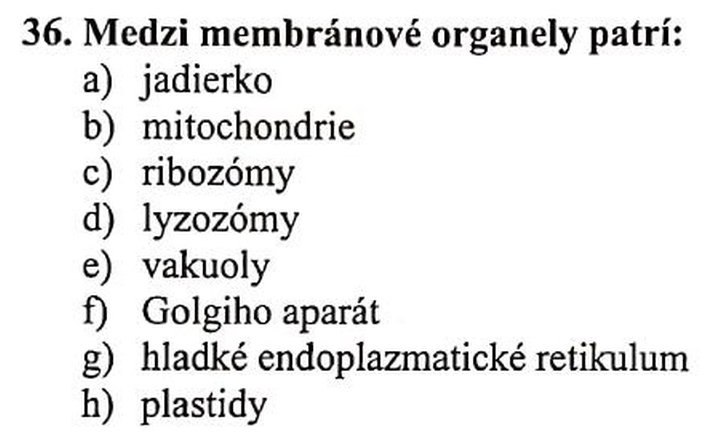 36. Medzi membránové organely patrí:
a) jadierko
b) mitochondrie
c) ribozómy
d) lyzozómy
e) vakuoly
f) Golgiho aparát
g) hladké endoplazmatické retikulum
h) plastidy